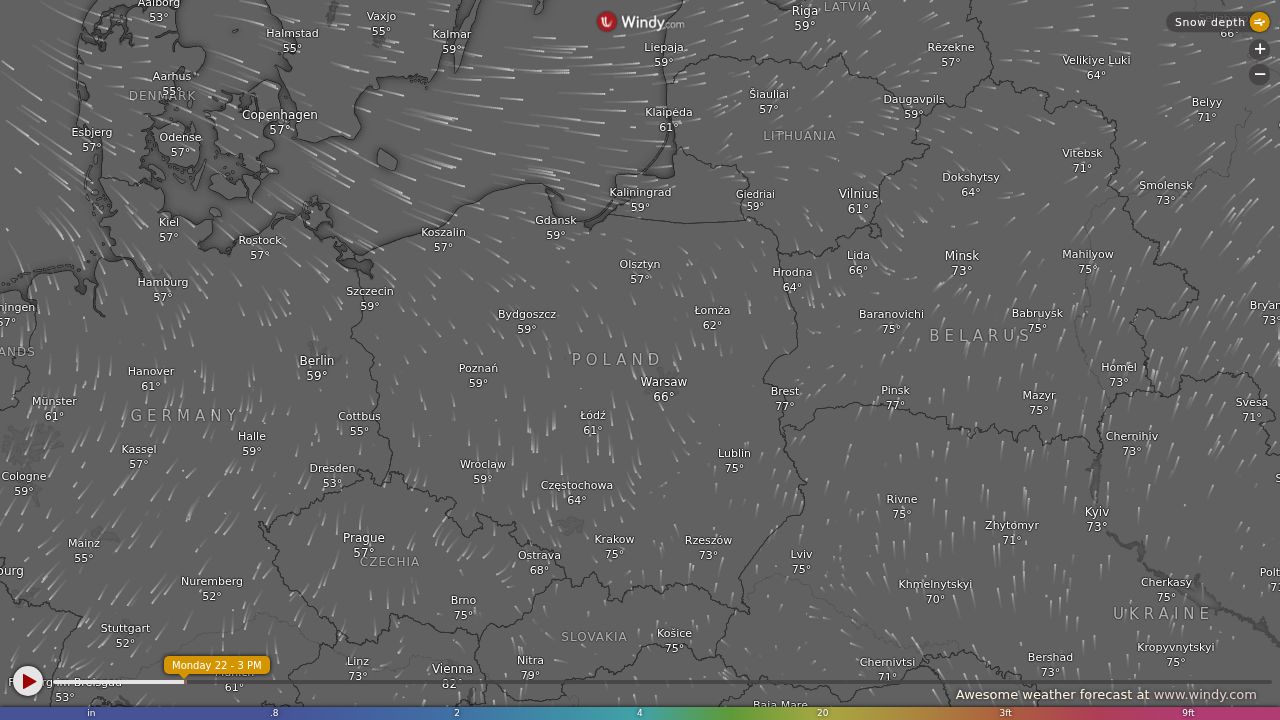 Aalborg
53°
Halmstad
55°
Vaxjo
55°
Kalmar
59°
Windy.com
Liepaja
59°
Riga
59°
LATVIA
Rēzekne
57°
Velikiye Luki
64°
Snow depth
66°
+
−
Aarhus
55°
DENMARK
Copenhagen
57°
Esbjerg
57°
Odense
57°
Klaipėda
61°
Šiauliai
57°
Daugavpils
59°
Belyy
71°
LITHUANIA
Vitebsk
71°
Dokshytsy
64°
Smolensk
73°
Kaliningrad
59°
Giedriai
59°
Vilnius
61°
Kiel
57°
Rostock
57°
Koszalin
57°
Gdansk
59°
Olsztyn
57°
Hrodna
64°
Lida
66°
Minsk
73°
Mahilyow
75°
Hamburg
57°
Szczecin
59°
Bydgoszcz
59°
Łomża
62°
Baranovichi
75°
Babruysk
75°
BELARUS
POLAND
Hanover
61°
Berlin
59°
Poznań
59°
Warsaw
66°
Brest
77°
Pinsk
77°
Homel
73°
Mazyr
75°
Münster
61°
GERMANY
Cottbus
55°
Łódź
61°
Svesa
71°
Chernihiv
73°
Kassel
57°
Halle
59°
Dresden
53°
Wroclaw
59°
Lublin
75°
Cologne
59°
Częstochowa
64°
Rivne
75°
Kyiv
73°
Zhytomyr
71°
Mainz
55°
Prague
57°
CZECHIA
Ostrava
68°
Krakow
75°
Rzeszów
73°
Lviv
75°
Nuremberg
52°
Khmelnytskyi
70°
Cherkasy
75°
UKRAINE
Brno
75°
Stuttgart
52°
SLOVAKIA
Košice
75°
Kropyvnytskyi
75°
Bershad
73°
Chernivtsi
71°
Linz
73°
Vienna
82°
Nitra
79°
Monday 22 - 3 PM
61°
53°
Baia Mare
Awesome weather forecast at www.windy.com
in .8 2 4 20 3ft 9ft